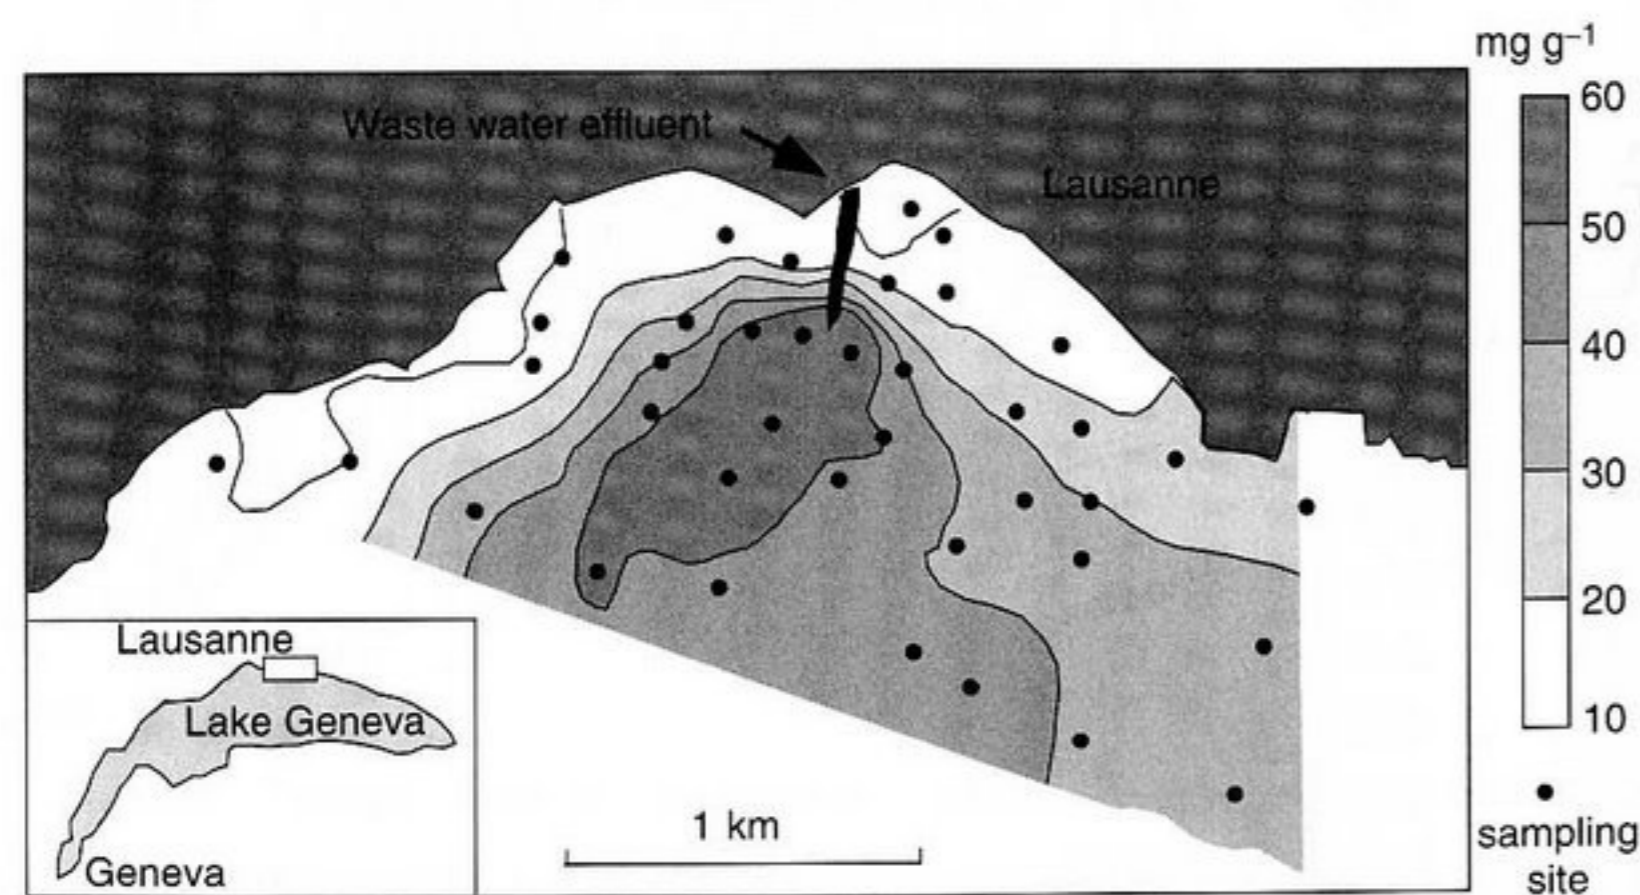 mg g⁻¹
60
Waste water effluent
Lausanne
50
40
30
20
10
Lausanne
Lake Geneva
Geneva
1 km
sampling
site